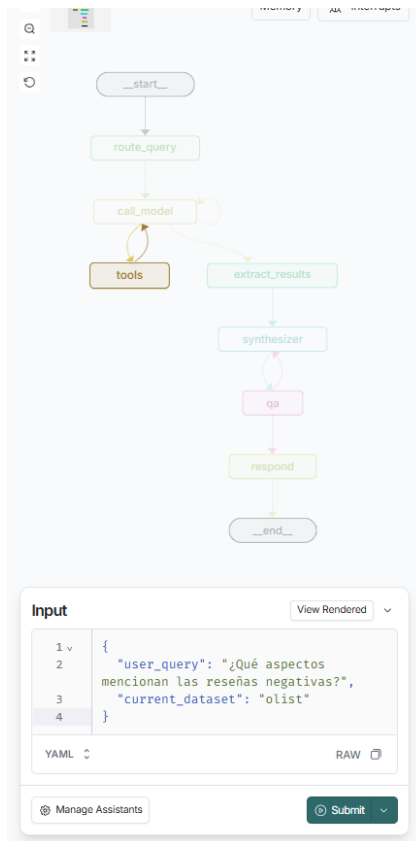 Memory
Interrupts
__start__
route_query
call_model
tools
extract_results
synthesizer
qa
respond
__end__
Input
View Rendered
1
{
2
"user_query": "¿Qué aspectos
mencionan las reseñas negativas?",
3
"current_dataset": "olist"
4
}
YAML
RAW
Manage Assistants
Submit